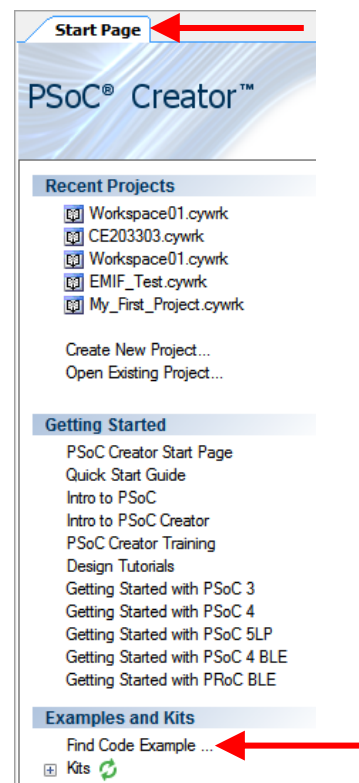 Start Page
PSoC® Creator™
Recent Projects
Workspace01.cywrk
CE203303.cywrk
Workspace01.cywrk
EMIF_Test.cywrk
My_First_Project.cywrk
Create New Project...
Open Existing Project...
Getting Started
PSoC Creator Start Page
Quick Start Guide
Intro to PSoC
Intro to PSoC Creator
PSoC Creator Training
Design Tutorials
Getting Started with PSoC 3
Getting Started with PSoC 4
Getting Started with PSoC 5LP
Getting Started with PSoC 4 BLE
Getting Started with PRoC BLE
Examples and Kits
Find Code Example ...
Kits